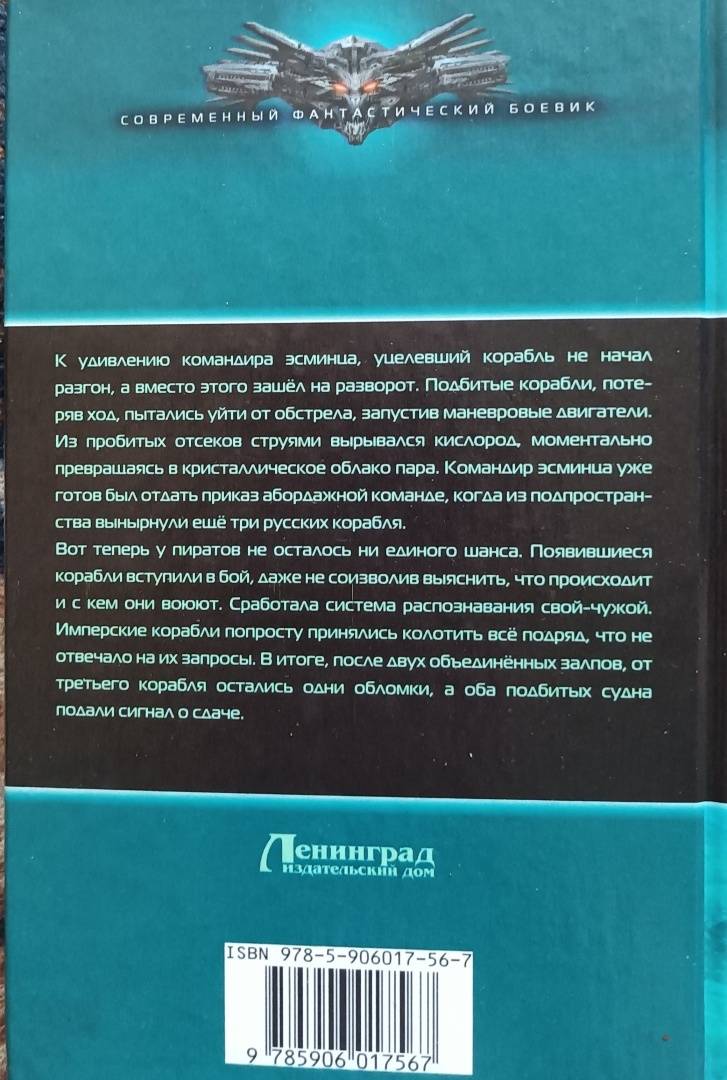 СОВРЕМЕННЫЙ ФАНТАСТИЧЕСКИЙ БОЕВИК
К удивлению командира эсминца, уцелевший корабль не начал
разгон, а вместо этого зашёл на разворот. Подбитые корабли, поте-
ряв ход, пытались уйти от обстрела, запустив маневровые двигатели.
Из пробитых отсеков струями вырывался кислород, моментально
превращаясь в кристаллическое облако пара. Командир эсминца уже
готов был отдать приказ абордажной команде, когда из подпростран-
ства вынырнули ещё три русских корабля.
Вот теперь у пиратов не осталось ни единого шанса. Появившиеся
корабли вступили в бой, даже не соизволив выяснить, что происходит
и с кем они воюют. Сработала система распознавания свой-чужой.
Имперские корабли попросту принялись колотить всё подряд, что не
отвечало на их запросы. В итоге, после двух объединённых залпов, от
третьего корабля остались одни обломки, а оба подбитых судна
подали сигнал о сдаче.
Ленинград
издательский дом
ISBN 978-5-906017-56-7
9 785906 017567